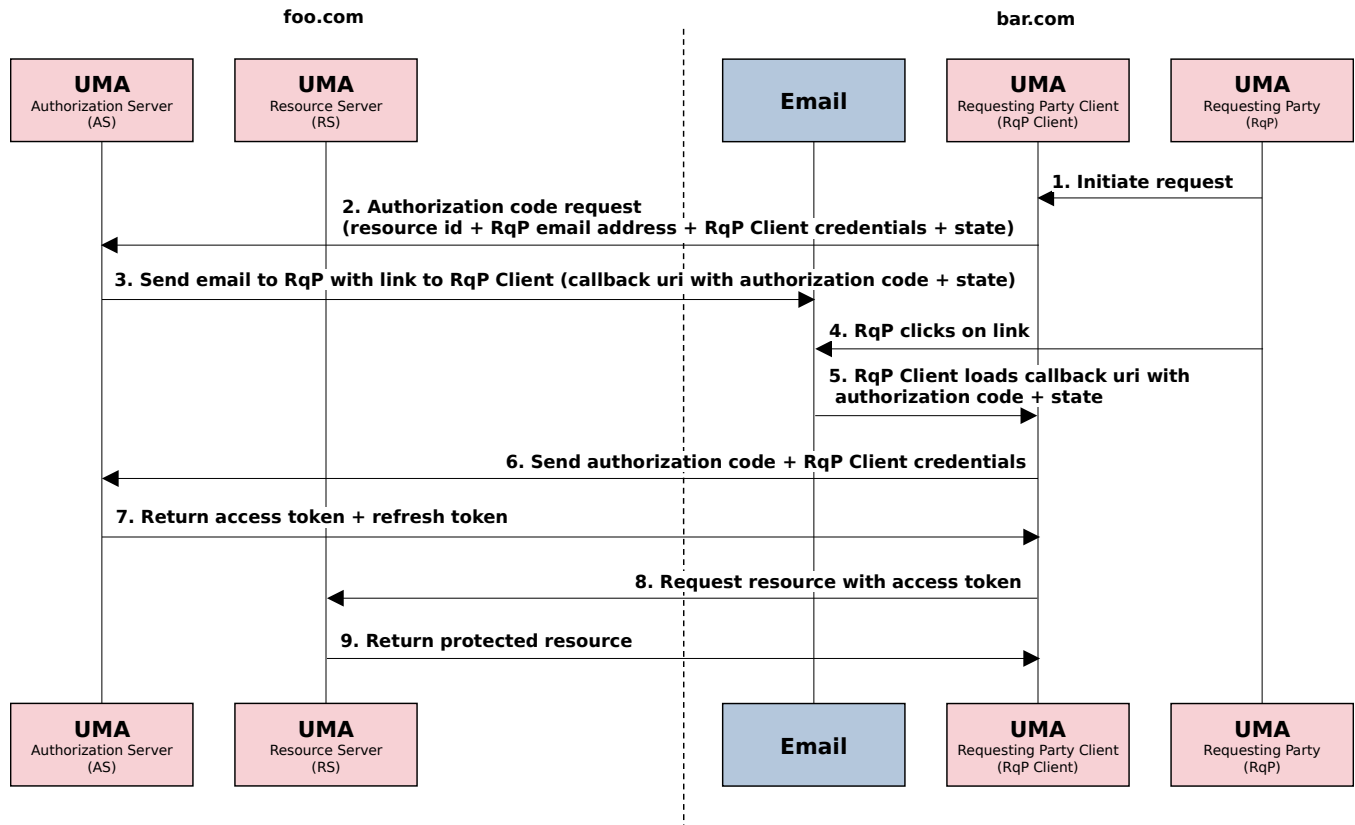 foo.com
bar.com
UMA
Authorization Server
(AS)
UMA
Resource Server
(RS)
Email
UMA
Requesting Party Client
(RqP Client)
UMA
Requesting Party
(RqP)
1. Initiate request
2. Authorization code request
(resource id + RqP email address + RqP Client credentials + state)
3. Send email to RqP with link to RqP Client (callback uri with authorization code + state)
4. RqP clicks on link
5. RqP Client loads callback uri with
authorization code + state
6. Send authorization code + RqP Client credentials
7. Return access token + refresh token
8. Request resource with access token
9. Return protected resource
UMA
Authorization Server
(AS)
UMA
Resource Server
(RS)
Email
UMA
Requesting Party Client
(RqP Client)
UMA
Requesting Party
(RqP)